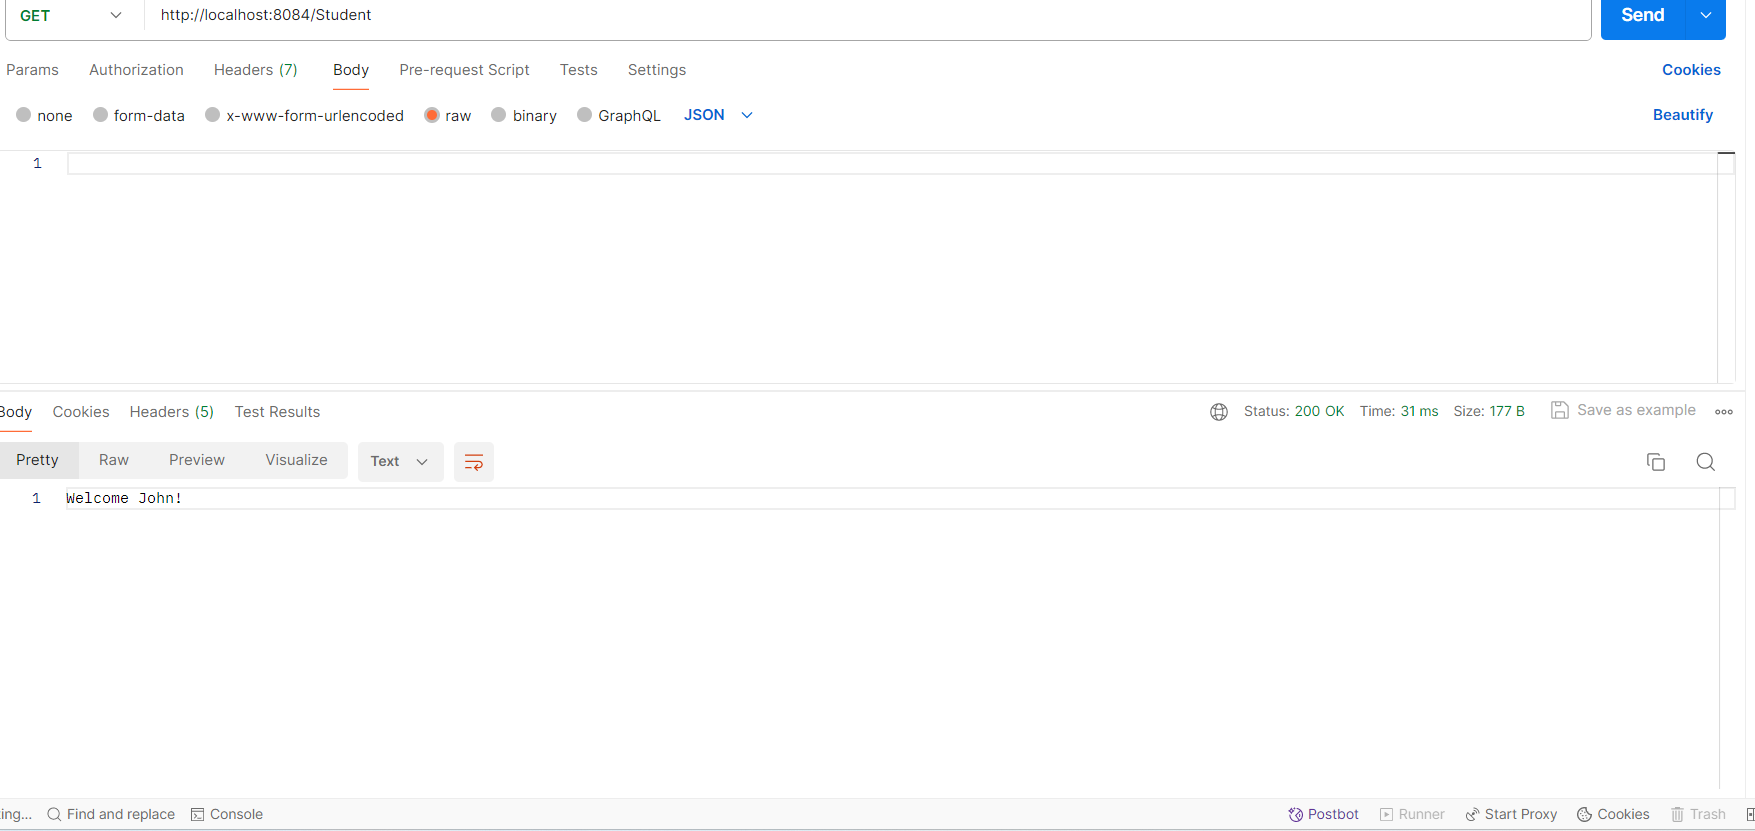 GET http://localhost:8084/Student Send
Params Authorization Headers (7) Body Pre-request Script Tests Settings Cookies
none form-data x-www-form-urlencoded raw binary GraphQL JSON Beautify
1
Body Cookies Headers (5) Test Results Status: 200 OK Time: 31 ms Size: 177 B Save as example
Pretty Raw Preview Visualize Text
1 Welcome John!
ing... Find and replace Console Postbot Runner Start Proxy Cookies Trash